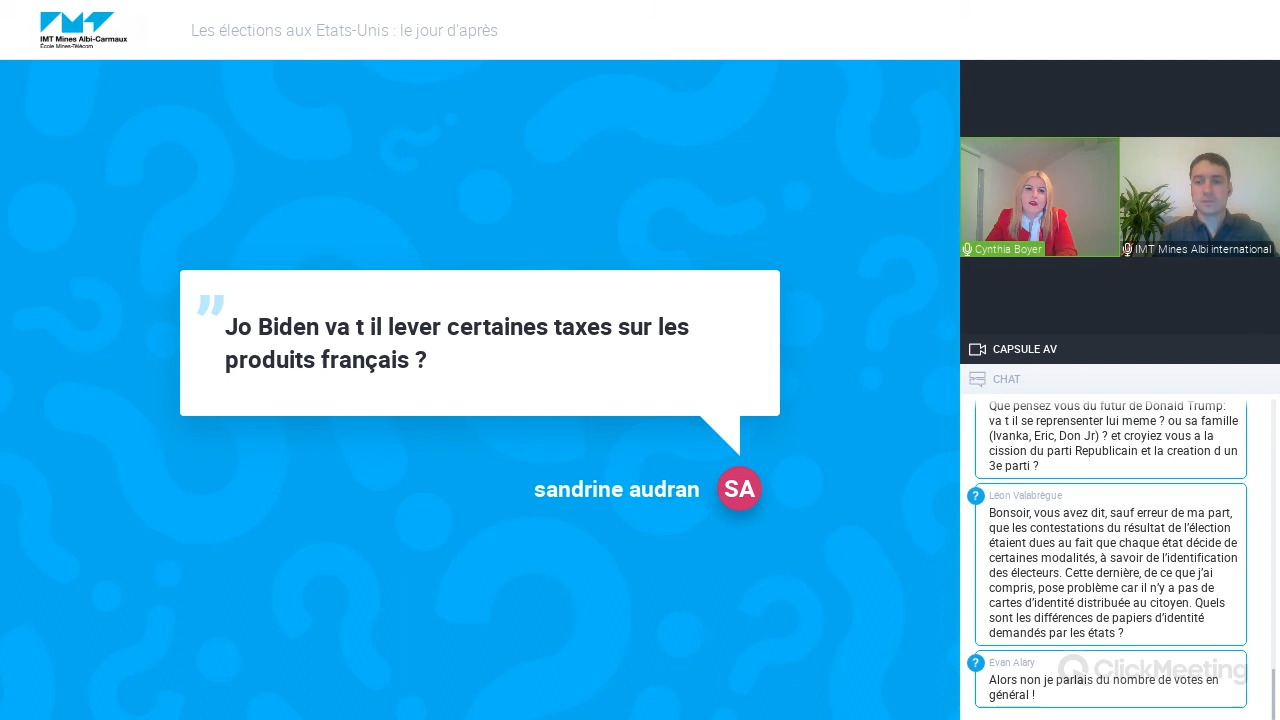 IMT Mines Albi-Carmaux
École Mines-Télécom
Les élections aux Etats-Unis : le jour d'après
Jo Biden va t il lever certaines taxes sur les
produits français ?
sandrine audran
SA
Cynthia Boyer
IMT Mines Albi international
CAPSULE AV
CHAT
Que pensez vous du futur de Donald Trump:
va t il se reprensenter lui meme ? ou sa famille
(Ivanka, Eric, Don Jr) ? et croyiez vous a la
cission du parti Republicain et la creation d un
3e parti ?
?
Léon Valabrègue
Bonsoir, vous avez dit, sauf erreur de ma part,
que les contestations du résultat de l’élection
étaient dues au fait que chaque état décide de
certaines modalités, à savoir de l’identification
des électeurs. Cette dernière, de ce que j’ai
compris, pose problème car il n’y a pas de
cartes d’identité distribuée au citoyen. Quels
sont les différences de papiers d’identité
demandés par les états ?
?
Evan Alary
Alors non je parlais du nombre de votes en
général !
ClickMeeting